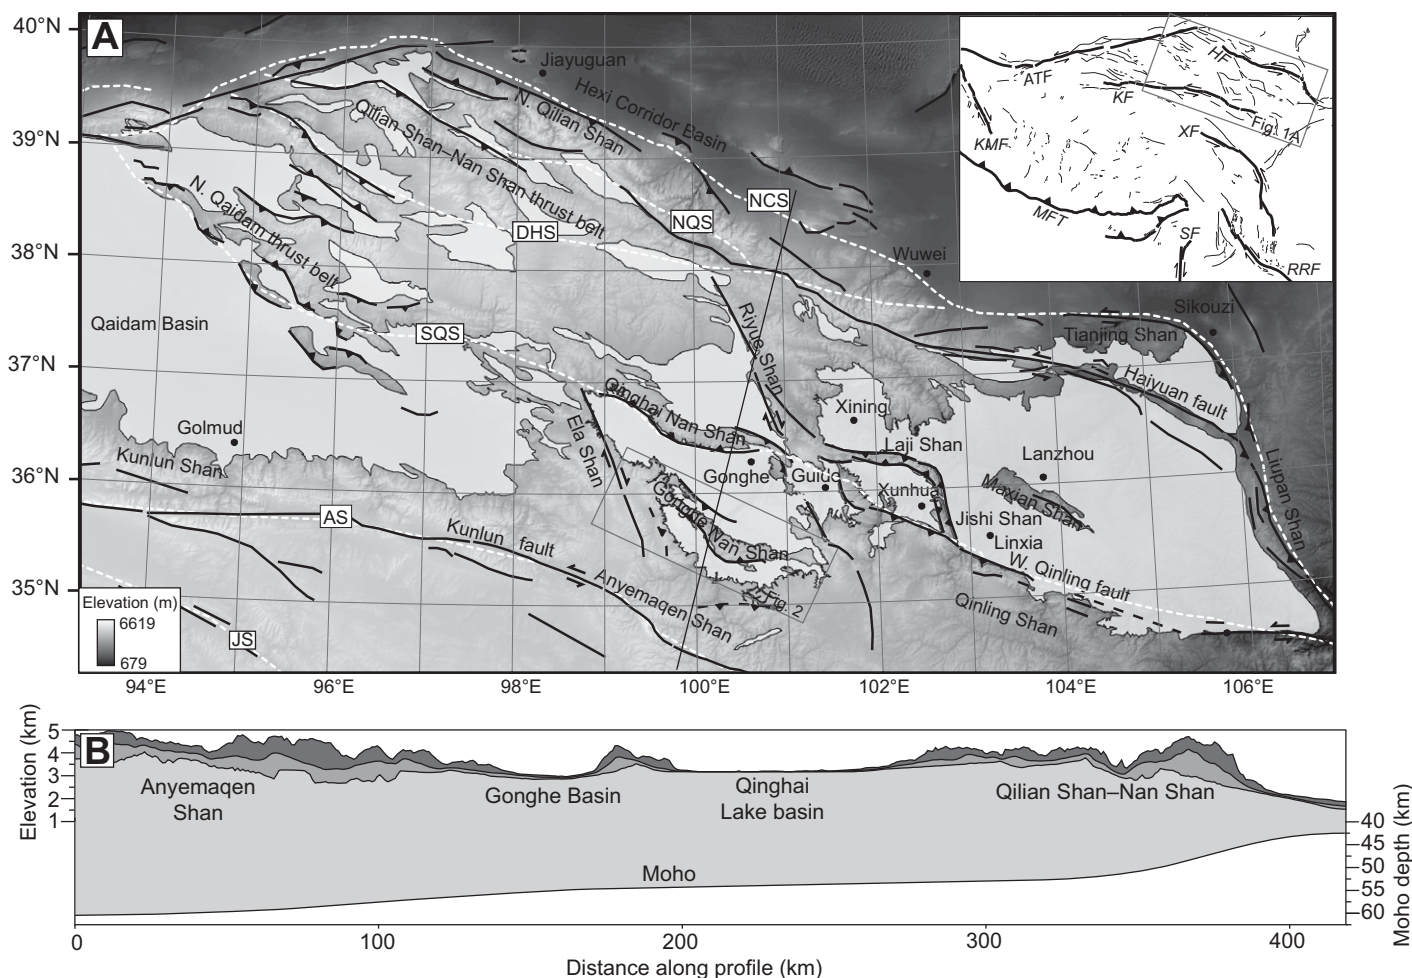 A
40°N
39°N
38°N
37°N
36°N
35°N
94°E
96°E
98°E
100°E
102°E
104°E
106°E
Jiayuguan
Hexi Corridor Basin
N. Qilian Shan
Qilian Shan–Nan Shan thrust belt
N. Qaidam thrust belt
NCS
NQS
DHS
SQS
Wuwei
Sikouzi
Tianjing Shan
Haiyuan fault
Qaidam Basin
Riyue Shan
Qinghai Nan Shan
Xining
Laji Shan
Lanzhou
Liupan Shan
Golmud
Kunlun Shan
Ela Shan
Gonghe
Guide
Xunhua
Maxian Shan
Jishi Shan
Linxia
Gonghe Nan Shan
AS
Kunlun fault
W. Qinling fault
Anyemaqen Shan
Qinling Shan
Fig. 2
JS
Elevation (m)
6619
679
ATF
HF
KF
Fig. 1A
XF
KMF
MFT
SF
RRF
B
Elevation (km)
5
4
3
2
1
Anyemaqen
Shan
Gonghe Basin
Qinghai
Lake basin
Qilian Shan–Nan Shan
Moho
40
45
50
55
60
Moho depth (km)
0
100
200
300
400
Distance along profile (km)